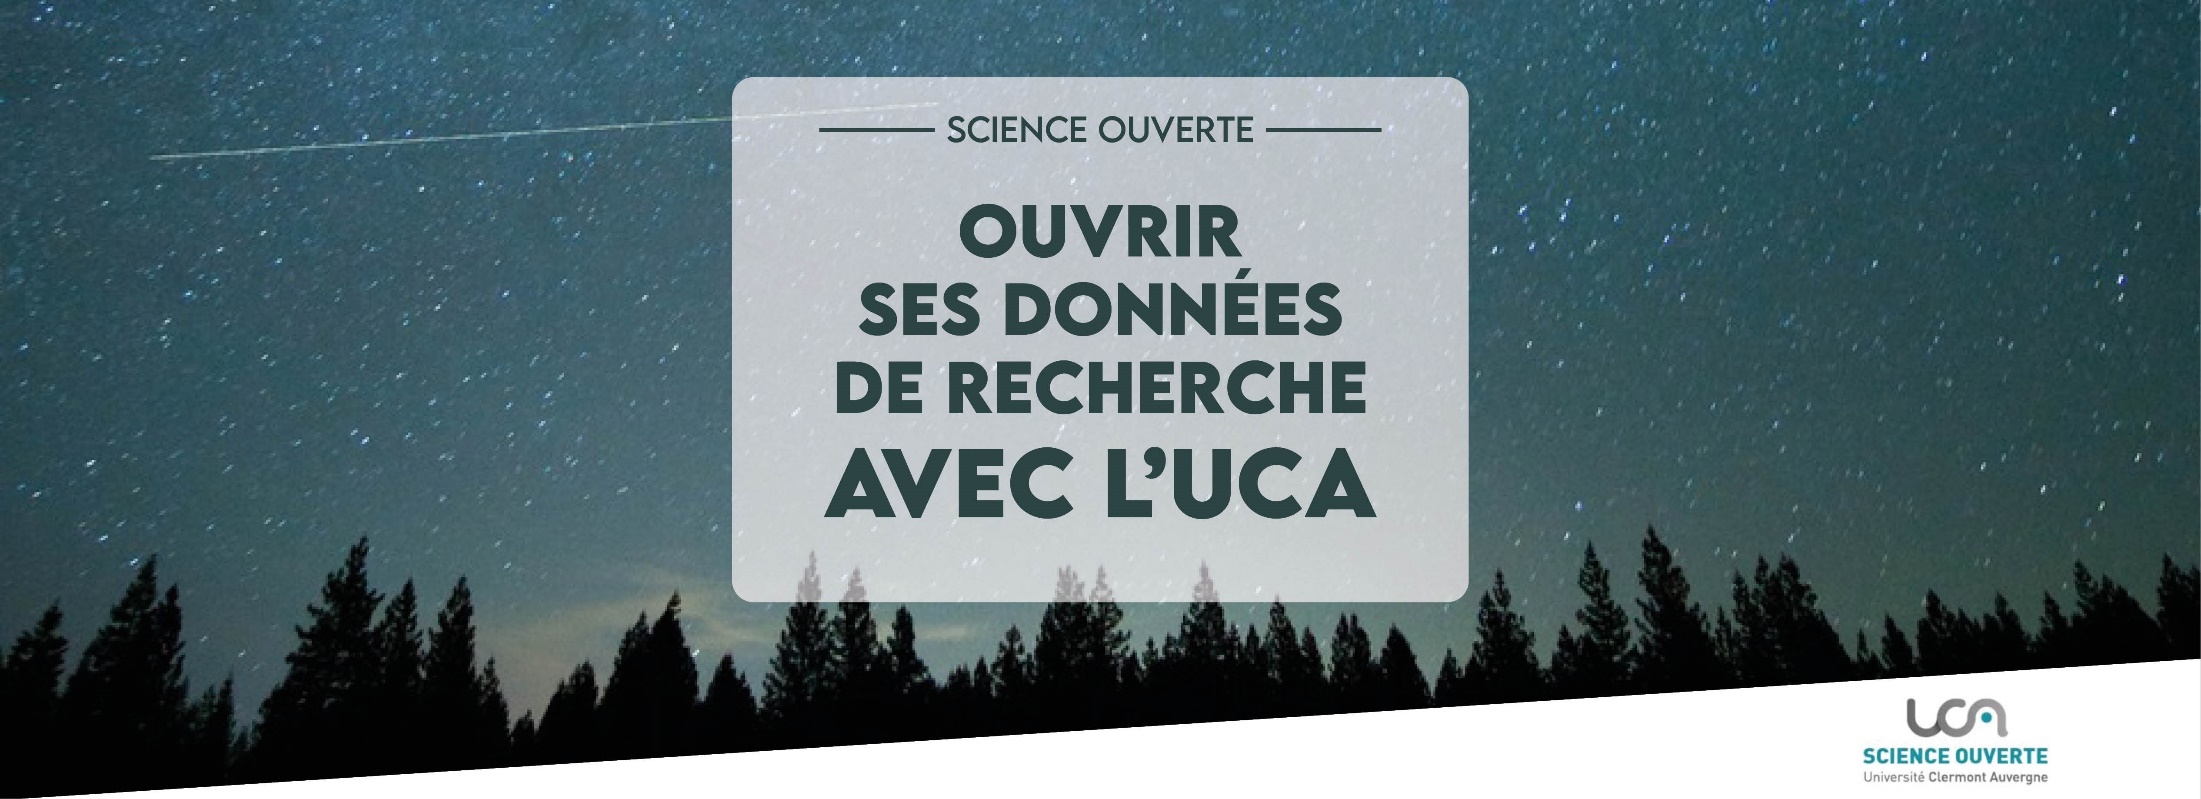 SCIENCE OUVERTE
OUVRIR
SES DONNÉES
DE RECHERCHE
AVEC L'UCA
uca
SCIENCE OUVERTE
Université Clermont Auvergne